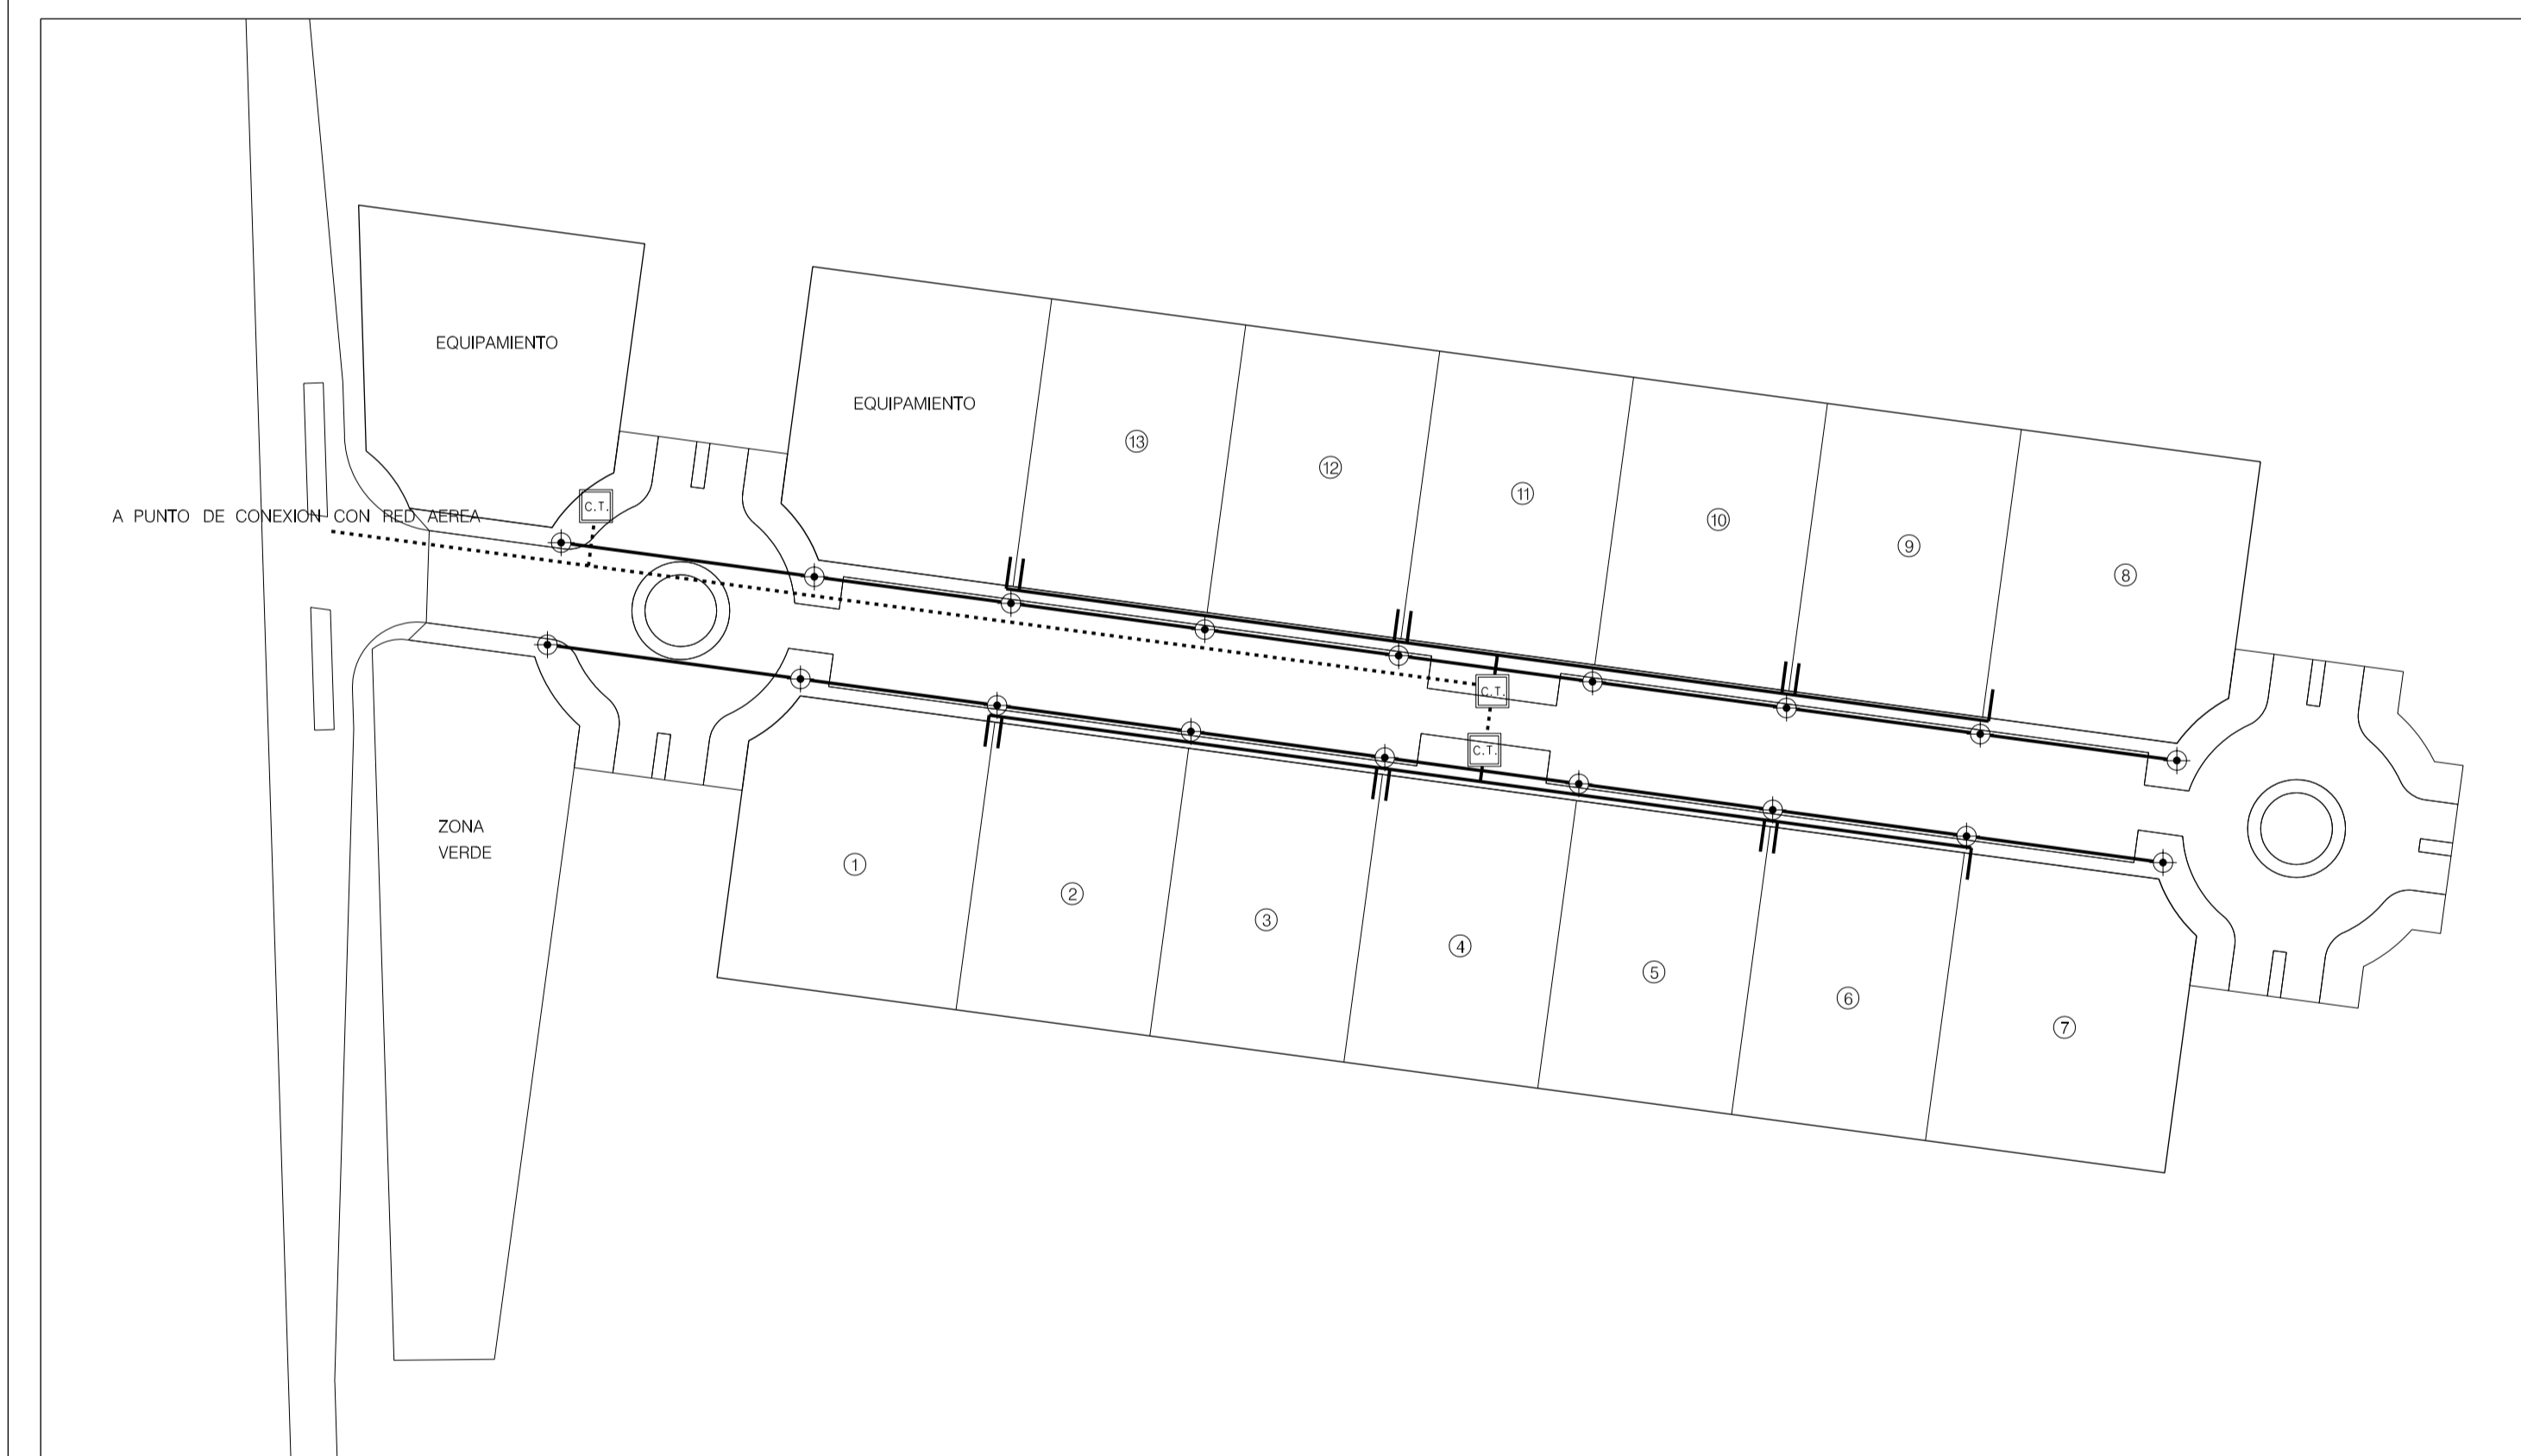 EQUIPAMIENTO
EQUIPAMIENTO
13
12
11
10
9
8
C.T.
A PUNTO DE CONEXION CON RED AEREA
C.T.
C.T.
ZONA
VERDE
1
2
3
4
5
6
7